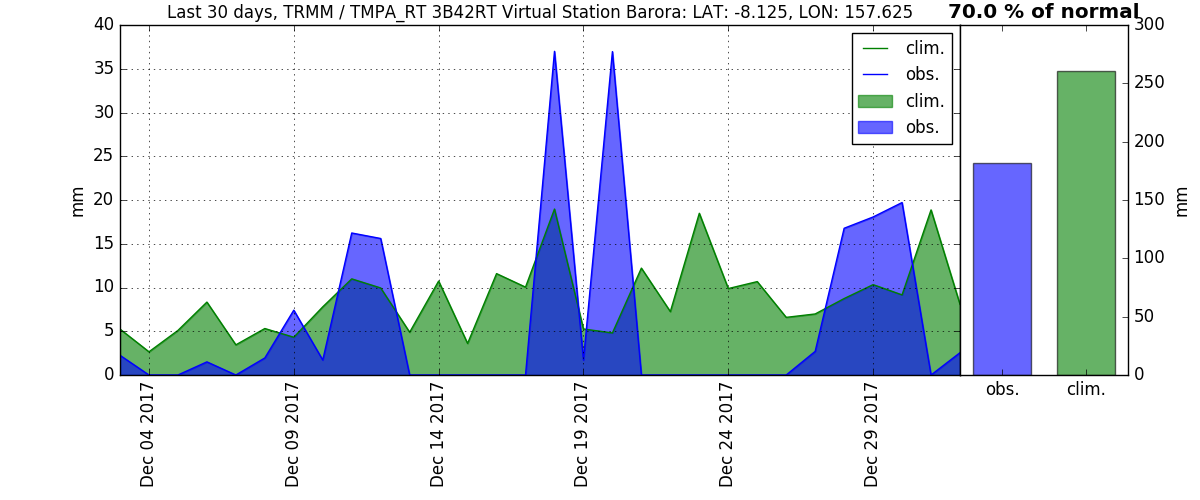 Last 30 days, TRMM / TMPA_RT 3B42RT Virtual Station Barora: LAT: -8.125, LON: 157.625
70.0 % of normal
40
35
30
25
20
15
10
5
0
mm
clim.
obs.
clim.
obs.
Dec 04 2017
Dec 09 2017
Dec 14 2017
Dec 19 2017
Dec 24 2017
Dec 29 2017
300
250
200
150
100
50
0
mm
obs.
clim.